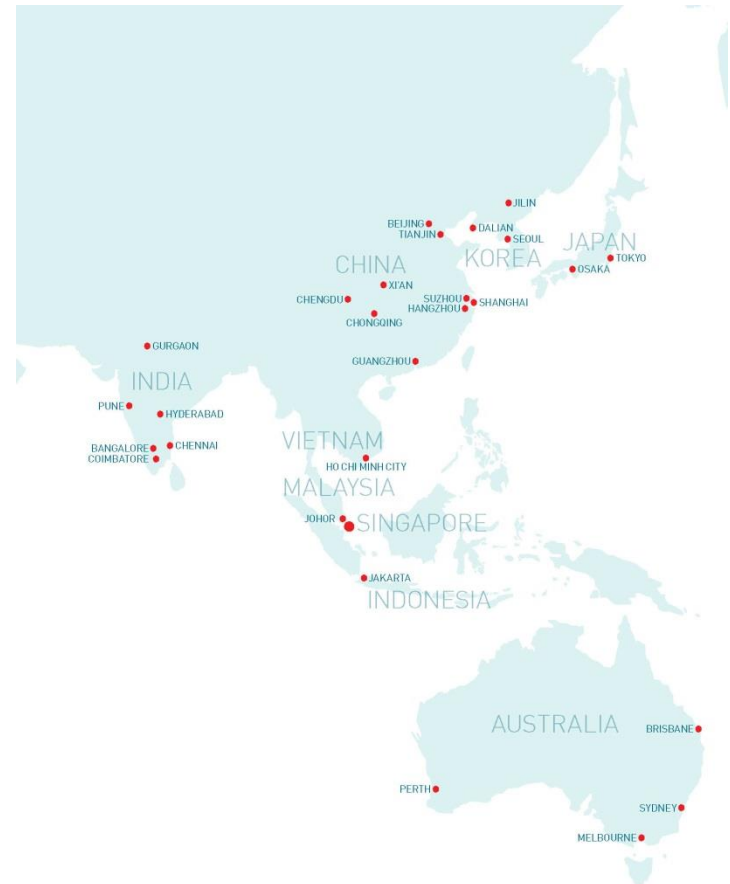 JILIN
BEIJING
DALIAN
TIANJIN
SEOUL
JAPAN
KOREA
TOKYO
CHINA
OSAKA
XI'AN
CHENGDU
SUZHOU
SHANGHAI
HANGZHOU
CHONGQING
GURGAON
GUANGZHOU
INDIA
PUNE
HYDERABAD
VIETNAM
BANGALORE
CHENNAI
COIMBATORE
HO CHI MINH CITY
MALAYSIA
JOHOR
SINGAPORE
JAKARTA
INDONESIA
AUSTRALIA
BRISBANE
PERTH
SYDNEY
MELBOURNE